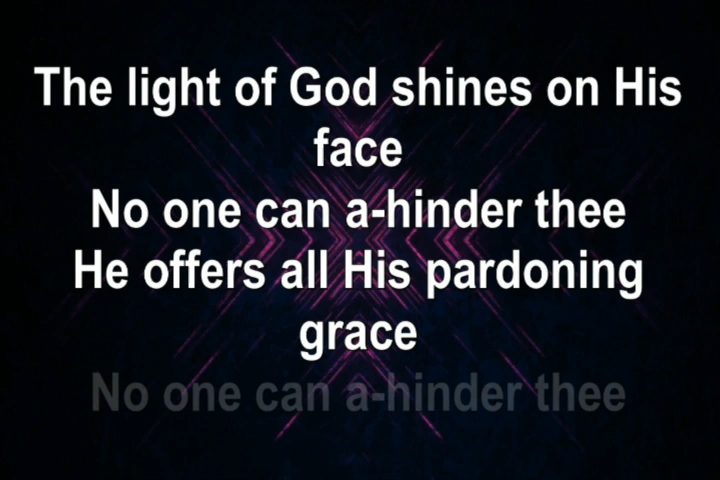 The light of God shines on His
face
No one can a-hinder thee
He offers all His pardoning
grace
No one can a-hinder thee